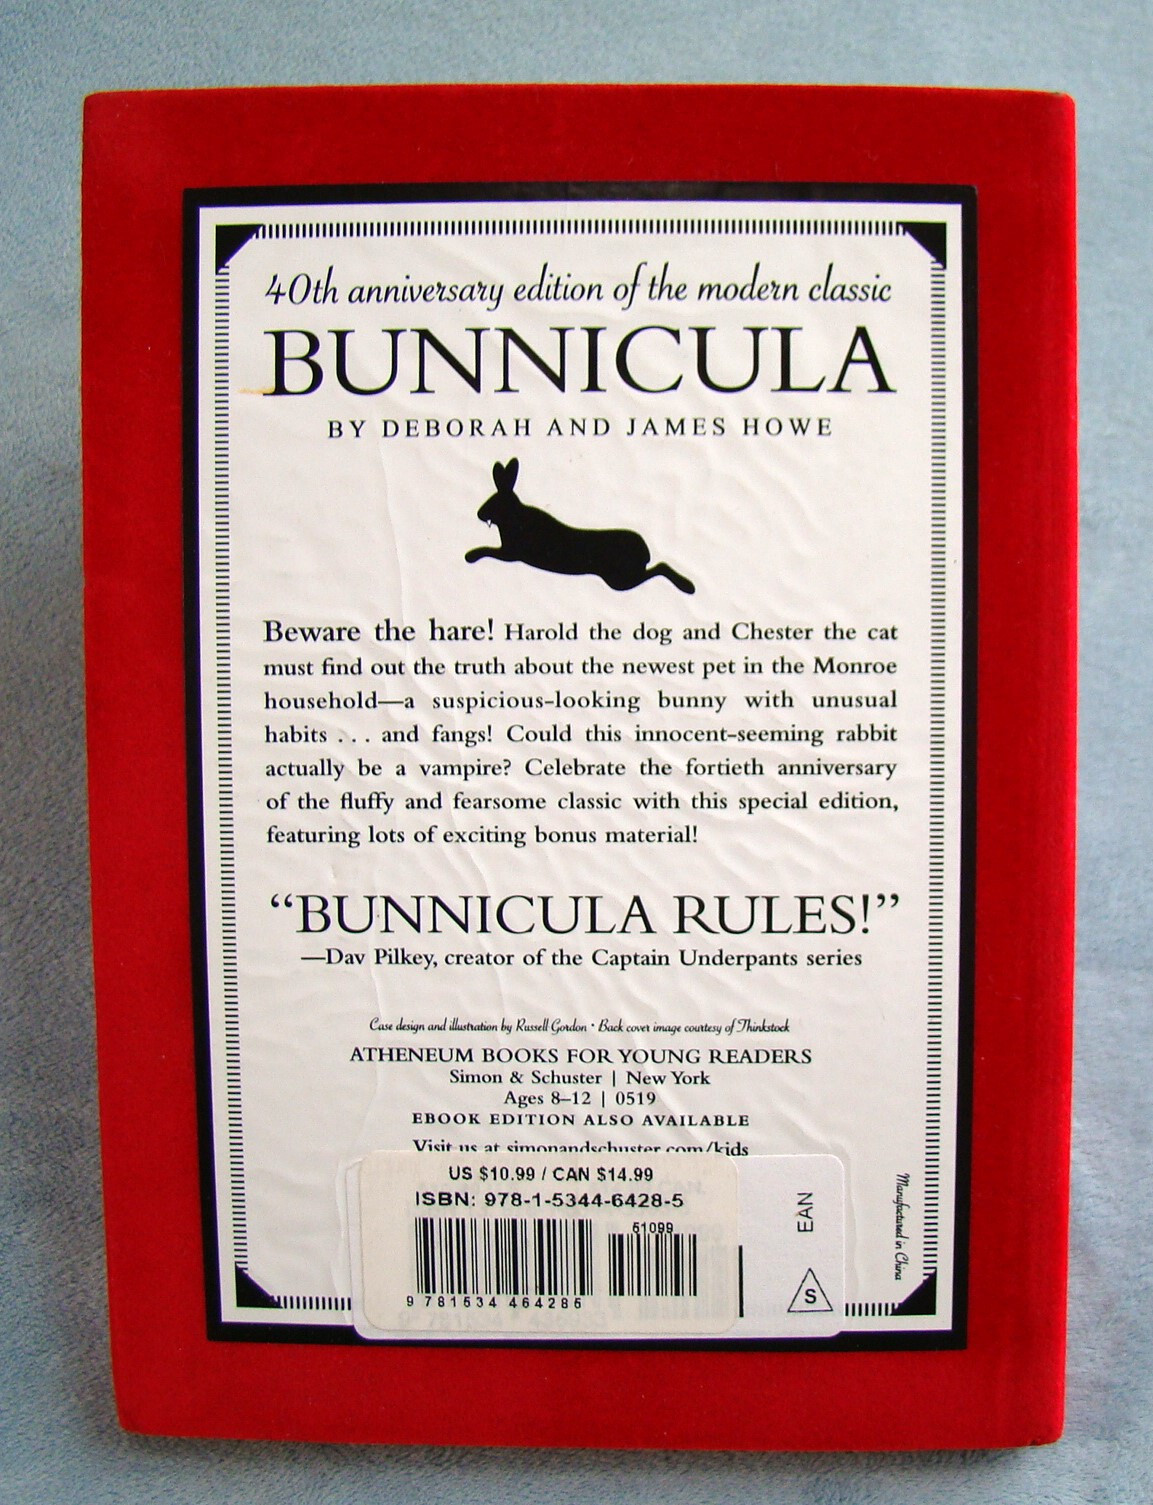 40th anniversary edition of the modern classic
BUNNICULA
BY DEBORAH AND JAMES HOWE
Beware the hare! Harold the dog and Chester the cat
must find out the truth about the newest pet in the Monroe
household—a suspicious-looking bunny with unusual
habits . . . and fangs! Could this innocent-seeming rabbit
actually be a vampire? Celebrate the fortieth anniversary
of the fluffy and fearsome classic with this special edition,
featuring lots of exciting bonus material!
“BUNNICULA RULES!”
—Dav Pilkey, creator of the Captain Underpants series
Case design and illustration by Russell Gordon • Back cover image courtesy of Thinkstock
ATHENEUM BOOKS FOR YOUNG READERS
Simon & Schuster | New York
Ages 8–12 | 0519
EBOOK EDITION ALSO AVAILABLE
Visit us at simonandschuster.com/kids
US $10.99 / CAN $14.99
ISBN: 978-1-5344-6428-5
51099
9 781534 464285
EAN
S
Manufactured in China